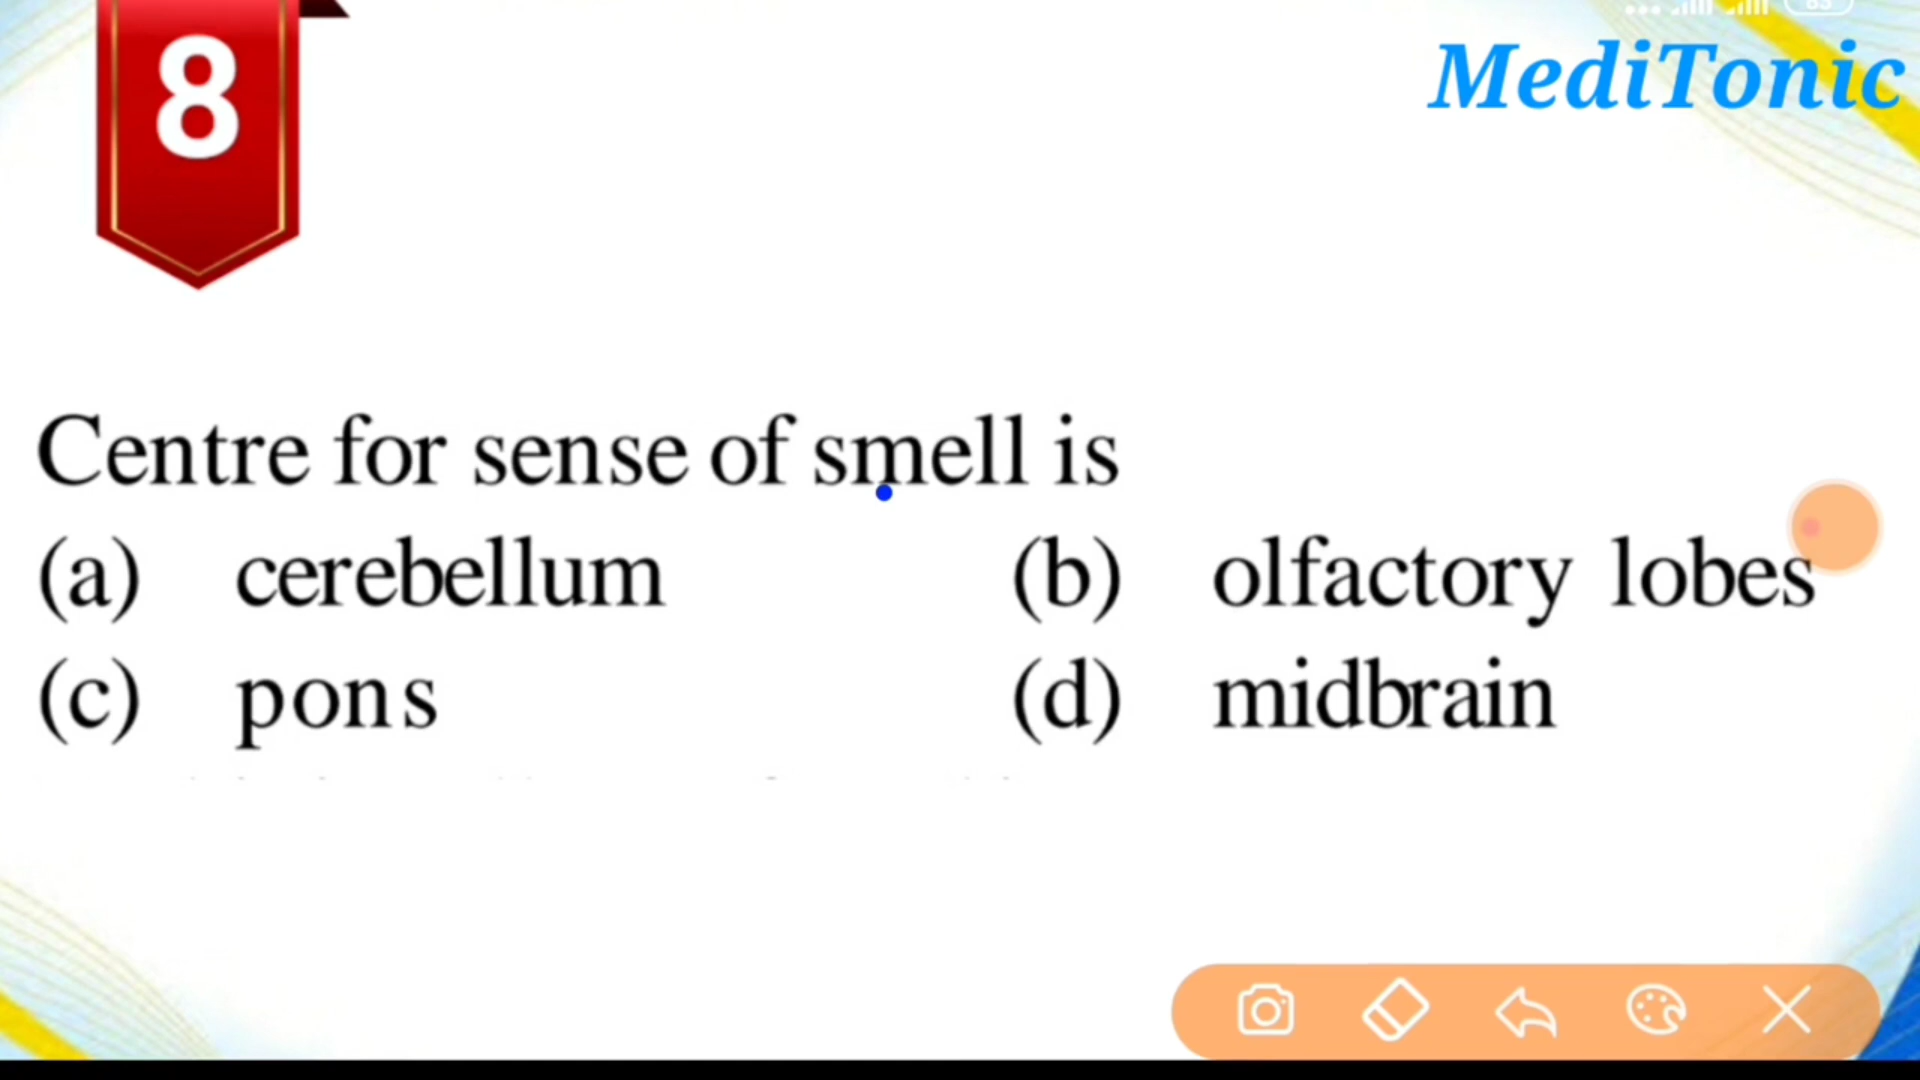 8
MediTonic
Centre for sense of smell is
(a) cerebellum (b) olfactory lobes
(c) pons (d) midbrain